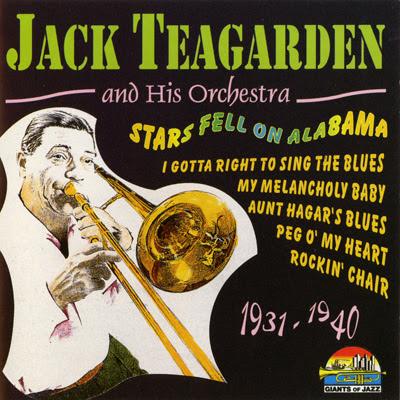 JACK TEAGARDEN
and His Orchestra
STARS FELL ON ALABAMA
I GOTTA RIGHT TO SING THE BLUES
MY MELANCHOLY BABY
AUNT HAGAR'S BLUES
PEG O' MY HEART
ROCKIN' CHAIR
1931-1940
GIANTS OF JAZZ